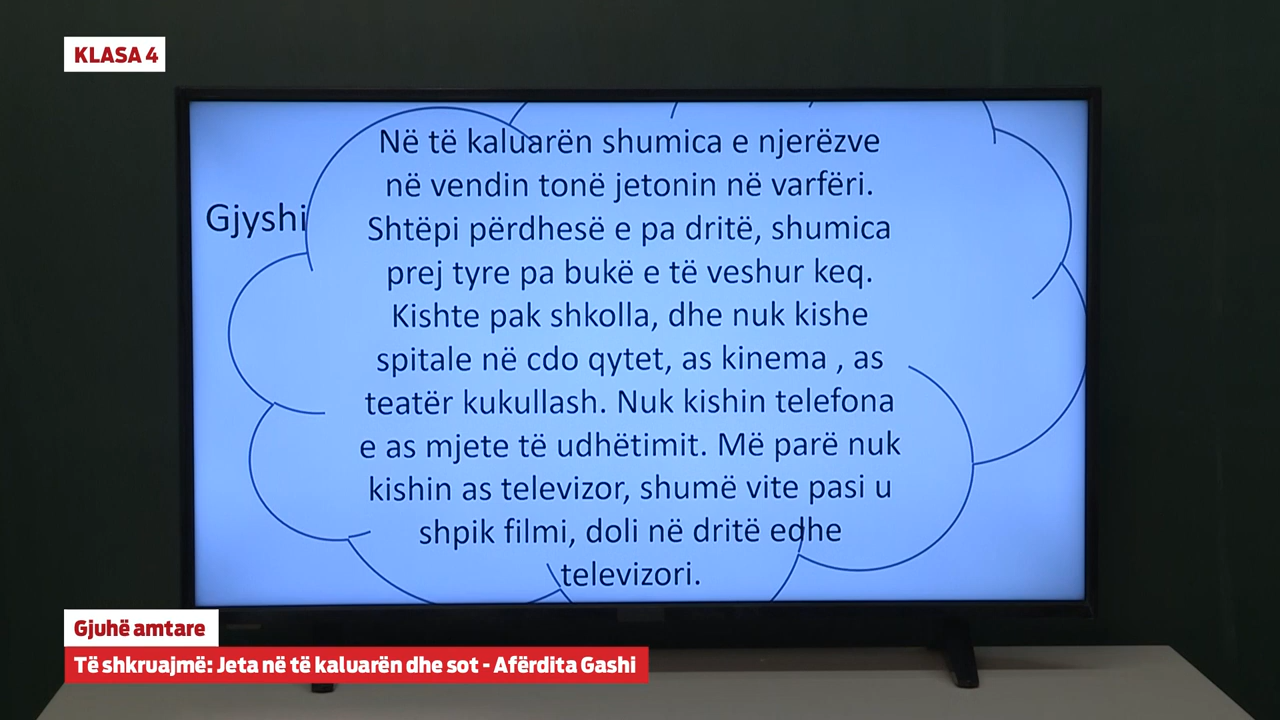 KLASA 4
Në të kaluarën shumica e njerëzve
në vendin tonë jetonin në varfëri.
Gjyshi
Shtëpi përdhesë e pa dritë, shumica
prej tyre pa bukë e të veshur keq.
Kishte pak shkolla, dhe nuk kishe
spitale në cdo qytet, as kinema , as
teatër kukullash. Nuk kishin telefona
e as mjete të udhëtimit. Më parë nuk
kishin as televizor, shumë vite pasi u
shpik filmi, doli në dritë edhe
televizori.
Gjuhë amtare
Të shkruajmë: Jeta në të kaluarën dhe sot - Afërdita Gashi